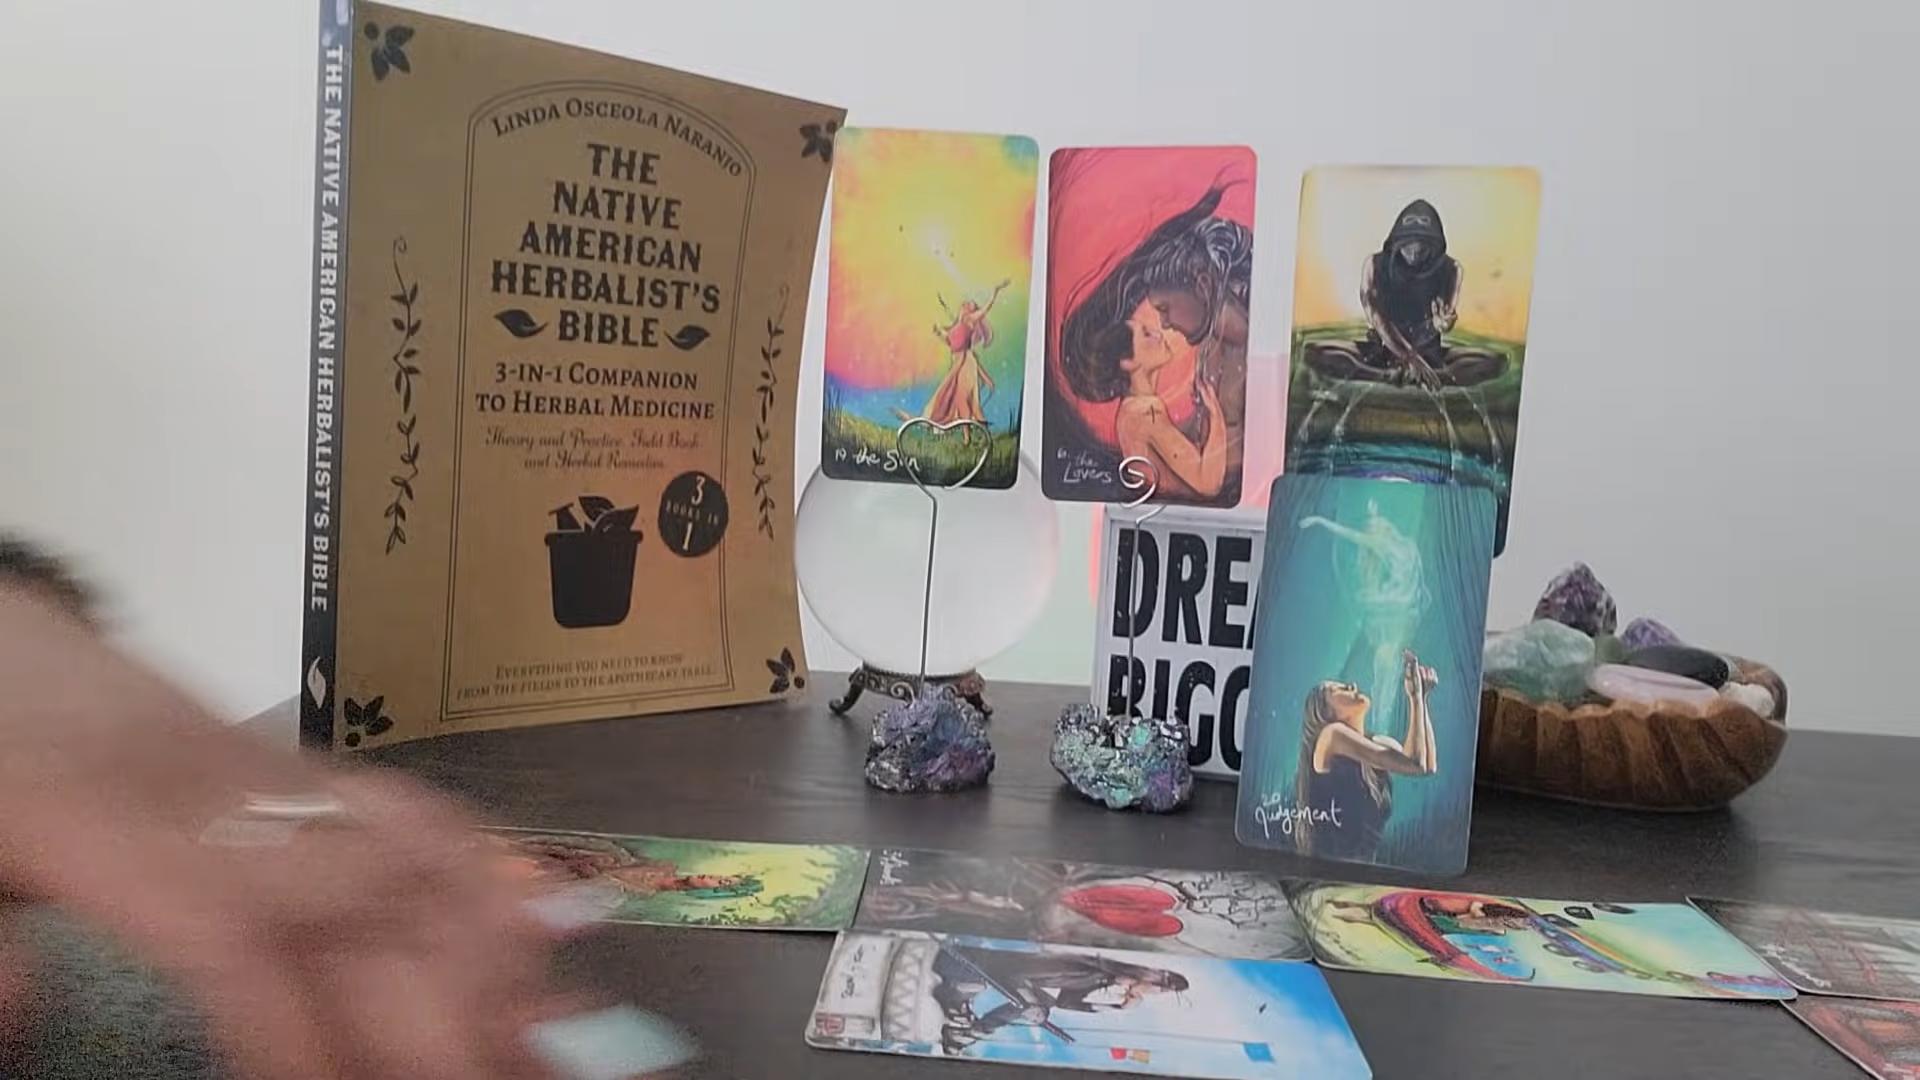 THE NATIVE AMERICAN HERBALIST'S BIBLE
LINDA OSCEOLA NARANJO
THE
NATIVE
AMERICAN
HERBALIST'S
BIBLE
3-IN-1 COMPANION
TO HERBAL MEDICINE
Theory and Practice, Field Book
and Herbal Remedies
3
BOOKS IN
1
EVERYTHING YOU NEED TO KNOW
FROM THE FIELDS TO THE APOTHECARY TABLE
19 the Sun
6. the
Lovers
DREA
BIGG
20
Judgement